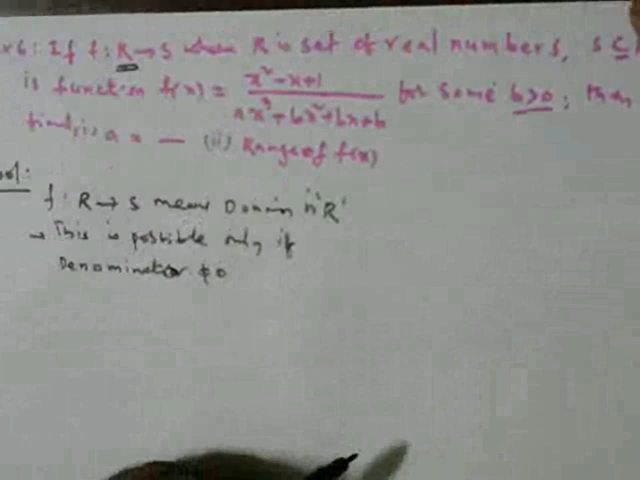 Ex6: If f: R→S where R is set of real numbers, S ⊆
is function f(x) = x²-x+1 / ax³+bx²+bx+b for some b>0; then
find (i) a = — (ii) Range of f(x)
Sol:
f: R→S means Domain is 'R'
→ This is possible only if
Denominator ≠ 0